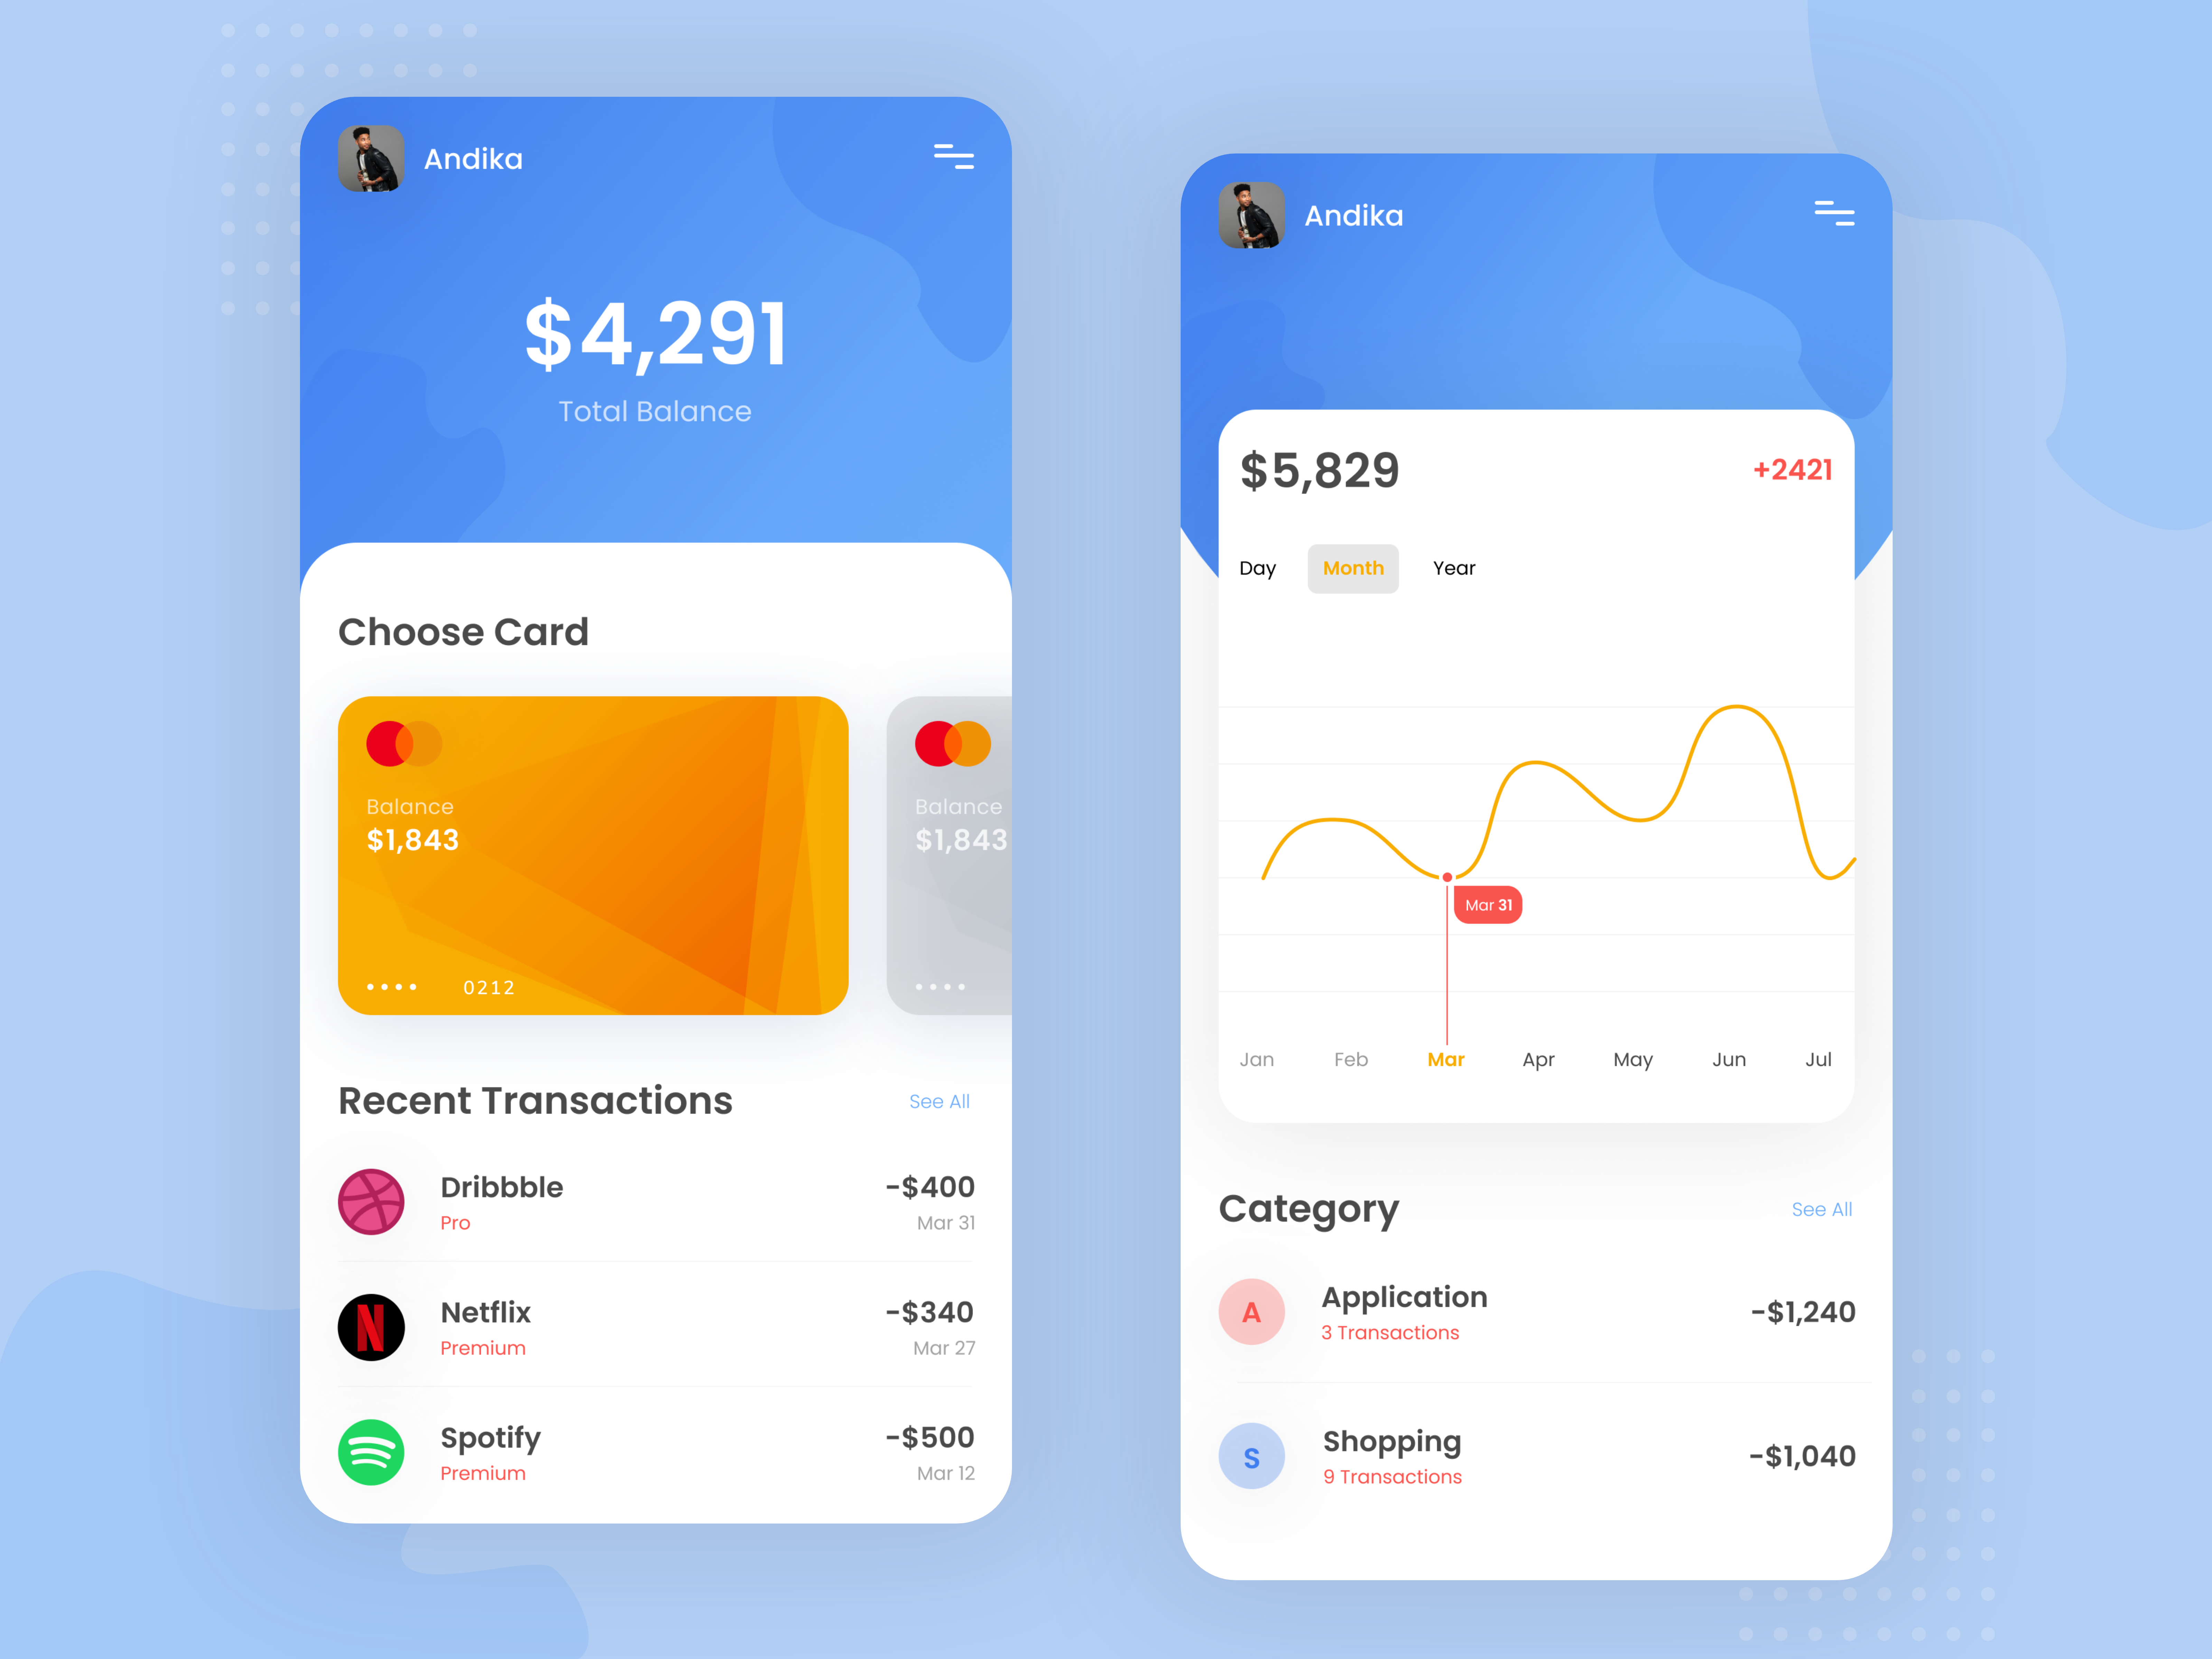 Andika
$4,291
Total Balance
Choose Card
Balance
$1,843
•••• 0212
Balance
$1,843
••••
Recent Transactions
See All
Dribbble
-$400
Pro
Mar 31
N
Netflix
-$340
Premium
Mar 27
Spotify
-$500
Premium
Mar 12
Andika
$5,829
+2421
Day Month Year
Mar 31
Jan Feb Mar Apr May Jun Jul
Category
See All
A
Application
3 Transactions
-$1,240
S
Shopping
9 Transactions
-$1,040